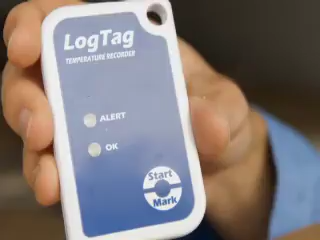 LogTag
TEMPERATURE RECORDER
ALERT
OK
Start
Mark